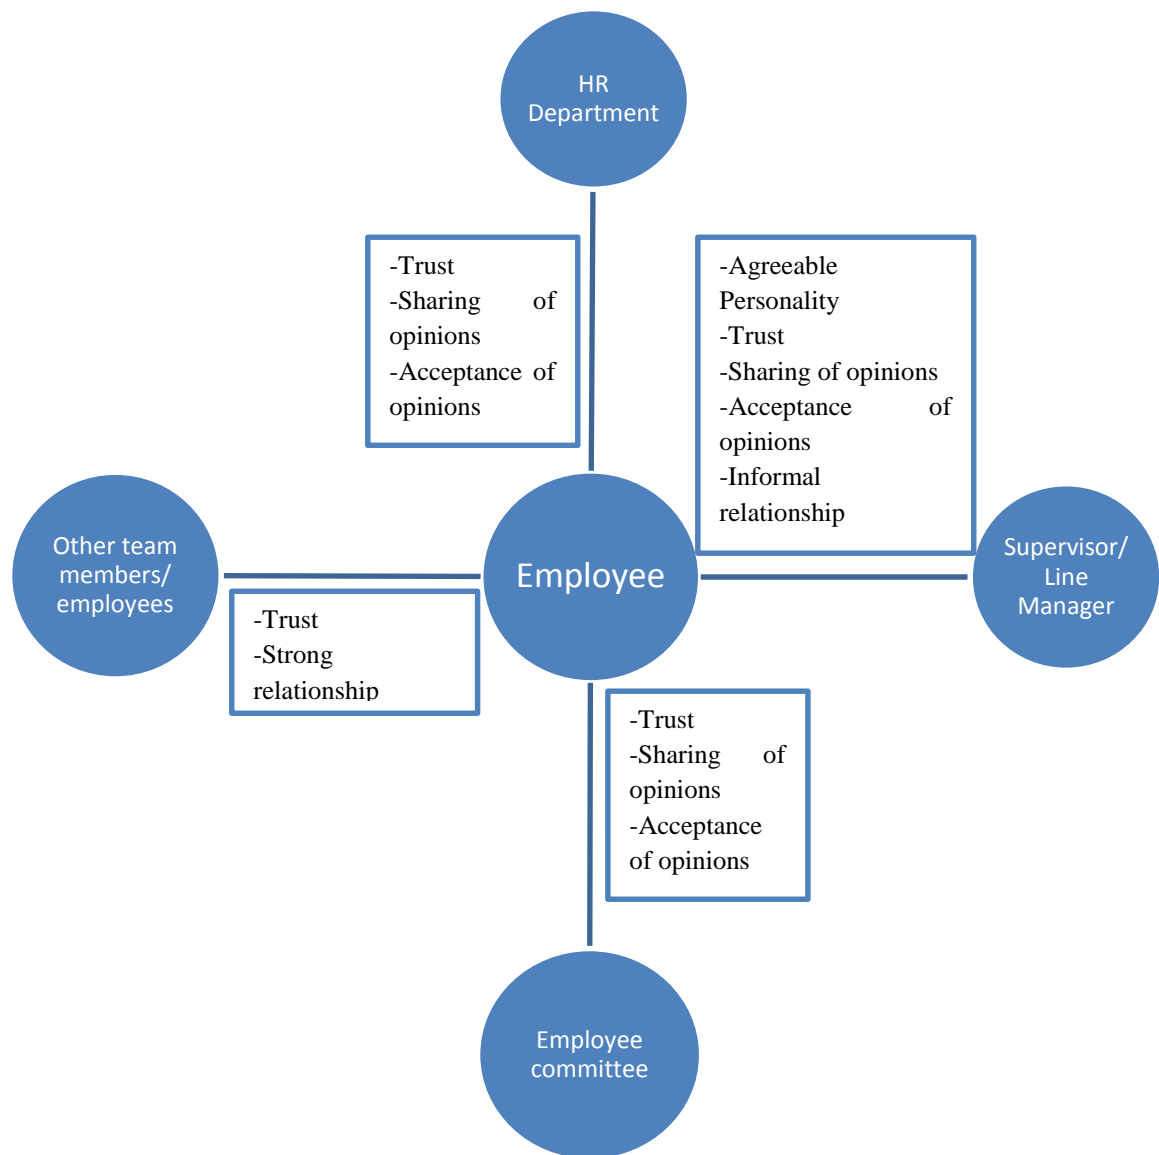 HR
Department
-Trust
-Sharing of
opinions
-Acceptance of
opinions
-Agreeable
Personality
-Trust
-Sharing of opinions
-Acceptance of
opinions
-Informal
relationship
Other team
members/
employees
Employee
Supervisor/
Line
Manager
-Trust
-Strong
relationship
-Trust
-Sharing of
opinions
-Acceptance
of opinions
Employee
committee